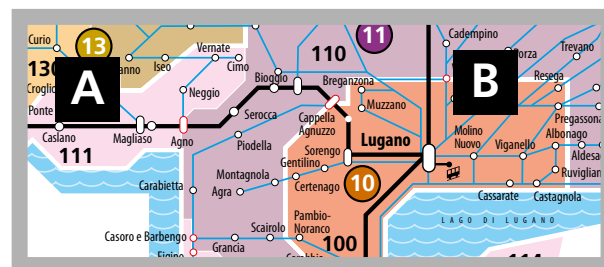 Curio
13
Vernate
Iseo
Cimo
Bioggio
110
11
Cadempino
Trevano
130
A
Neggio
Breganzona
B
Resega
Croglio
Ponte
Serocca
Cappella
Agnuzzo
Muzzano
Pregassona
Caslano
Magliaso
Agno
Piodella
Lugano
Molino
Nuovo
Viganello
Albonago
111
Sorengo
Gentilino
Montagnola
Carabietta
Agra
Certenago
10
Ruvigliana
Cassarate
Castagnola
Pambio-
Noranco
LAGO DI LUGANO
Casoro e Barbengo
Scairolo
Grancia
100